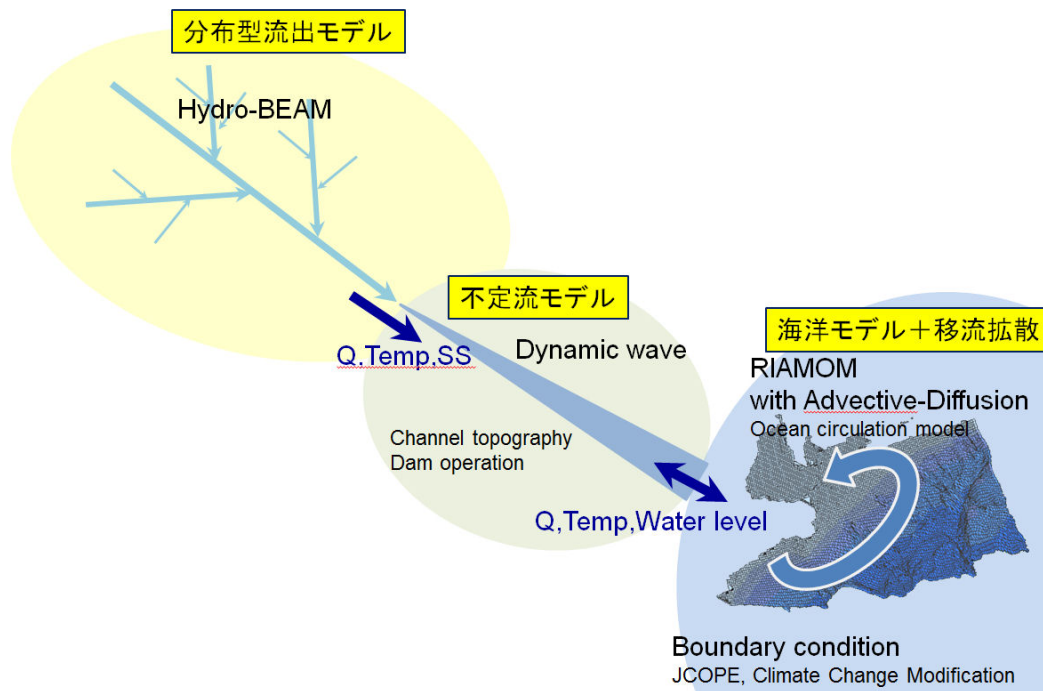 分布型流出モデル
Hydro-BEAM
不定流モデル
Q.Temp,SS
Dynamic wave
Channel topography
Dam operation
Q,Temp,Water level
海洋モデル＋移流拡散
RIAMOM
with Advective-Diffusion
Ocean circulation model
Boundary condition
JCOPE, Climate Change Modification